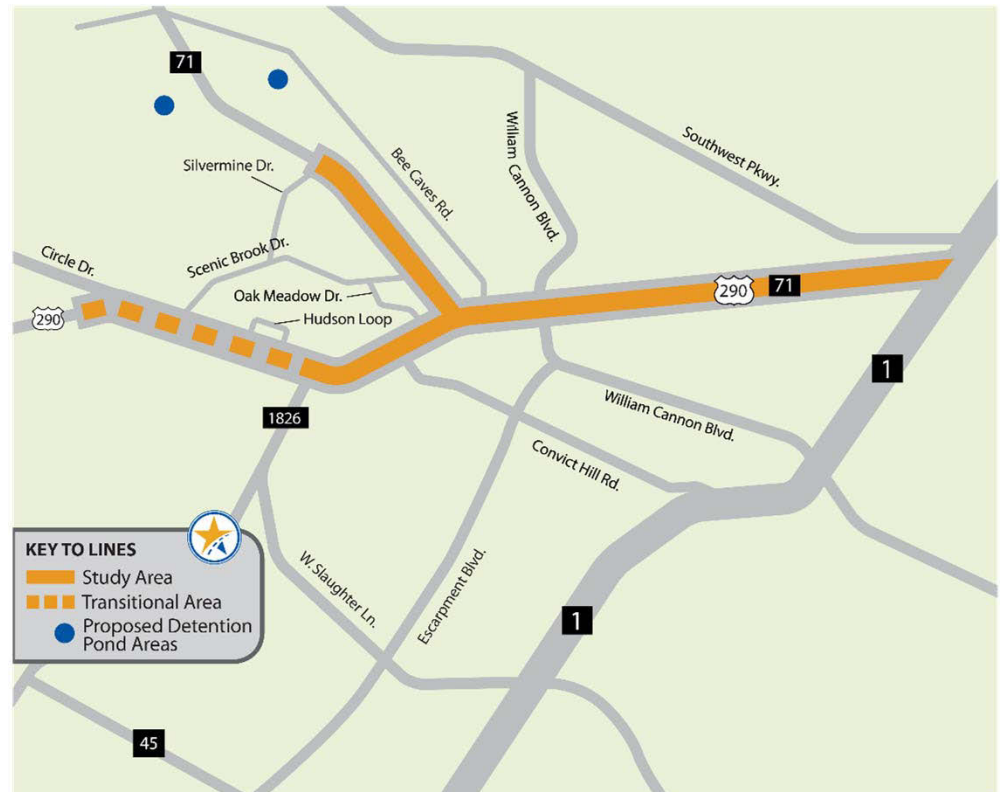 71
Silvermine Dr.
Bee Caves Rd.
William Cannon Blvd.
Southwest Pkwy.
Circle Dr.
Scenic Brook Dr.
Oak Meadow Dr.
Hudson Loop
290
290
71
1
1826
William Cannon Blvd.
Convict Hill Rd.
W. Slaughter Ln.
Escarpment Blvd.
1
45
KEY TO LINES
Study Area
Transitional Area
Proposed Detention
Pond Areas